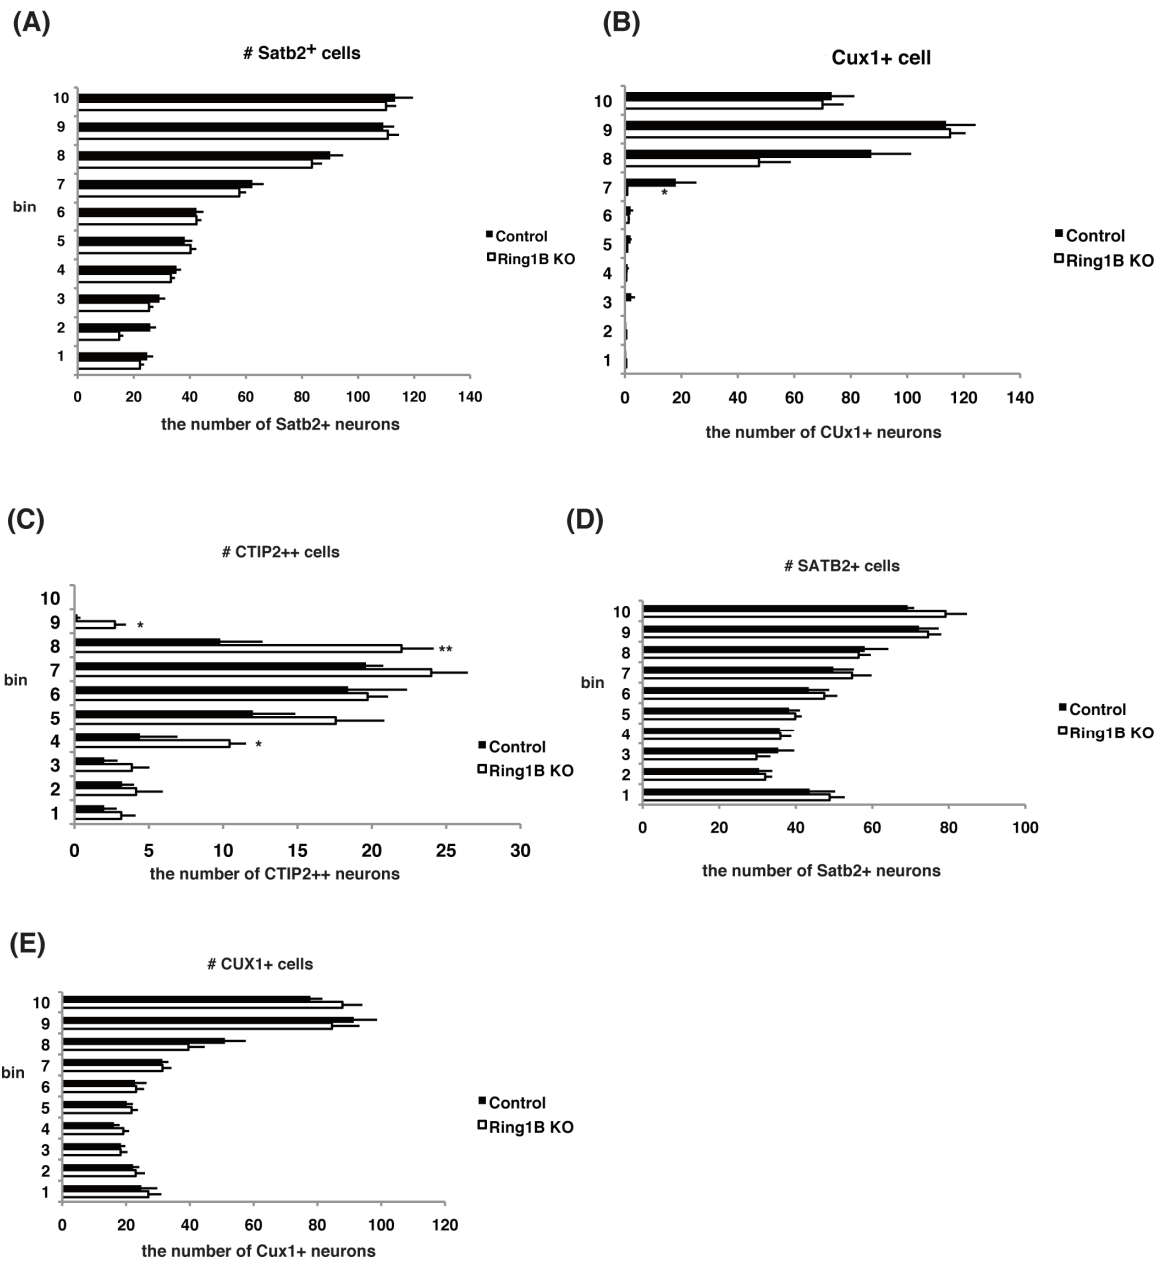 (A)
# Satb2+ cells
10
9
8
7
6
5
4
3
2
1
bin
0 20 40 60 80 100 120 140
the number of Satb2+ neurons
Control
Ring1B KO
(B)
Cux1+ cell
10
9
8
7
*
6
5
4
3
2
1
0 20 40 60 80 100 120 140
the number of CUx1+ neurons
Control
Ring1B KO
(C)
# CTIP2++ cells
10
9
*
8
**
7
6
5
4
*
3
2
1
bin
0 5 10 15 20 25 30
the number of CTIP2++ neurons
Control
Ring1B KO
(D)
# SATB2+ cells
10
9
8
7
6
5
4
3
2
1
bin
0 20 40 60 80 100
the number of Satb2+ neurons
Control
Ring1B KO
(E)
# CUX1+ cells
10
9
8
7
6
5
4
3
2
1
bin
0 20 40 60 80 100 120
the number of Cux1+ neurons
Control
Ring1B KO